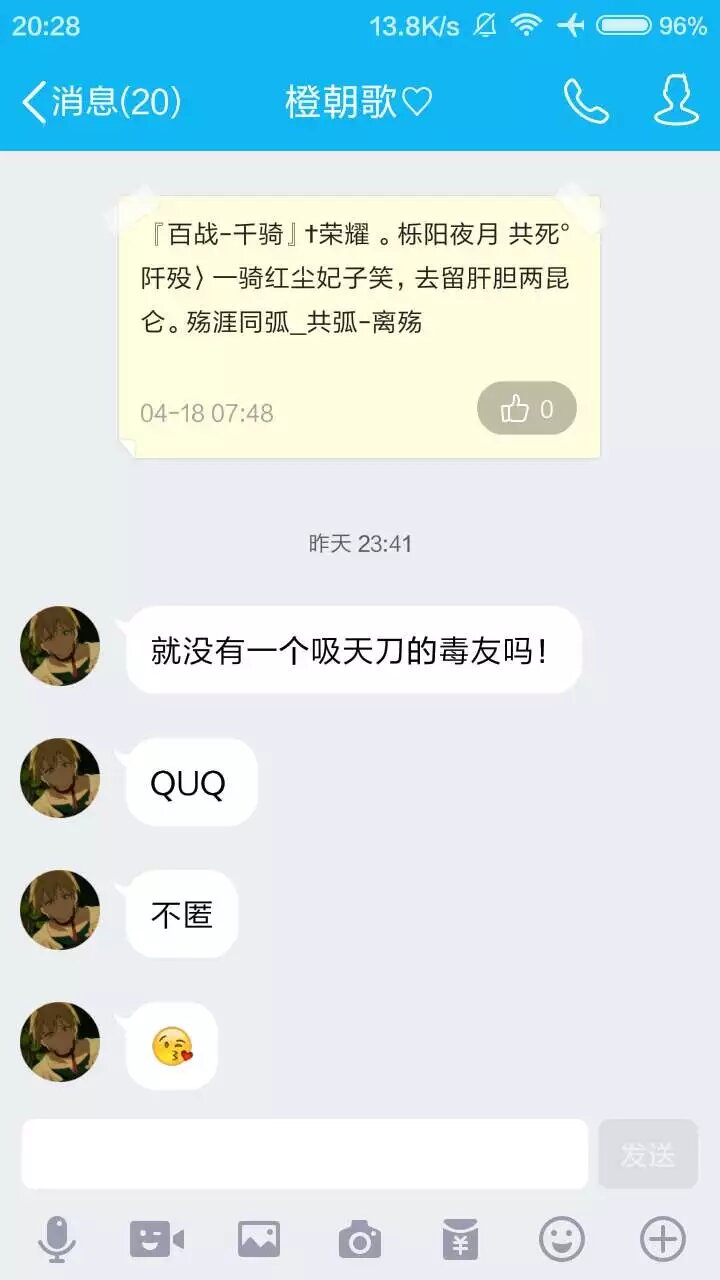 20:28 13.8K/s 96%
消息(20) 橙朝歌♡
『百战-千骑』†荣耀 。栎阳夜月 共死°
阡殁〉一骑红尘妃子笑，去留肝胆两昆
仑。殇涯同弧_共弧-离殇
04-18 07:48 0
昨天 23:41
就没有一个吸天刀的毒友吗！
QUQ
不匿
发送